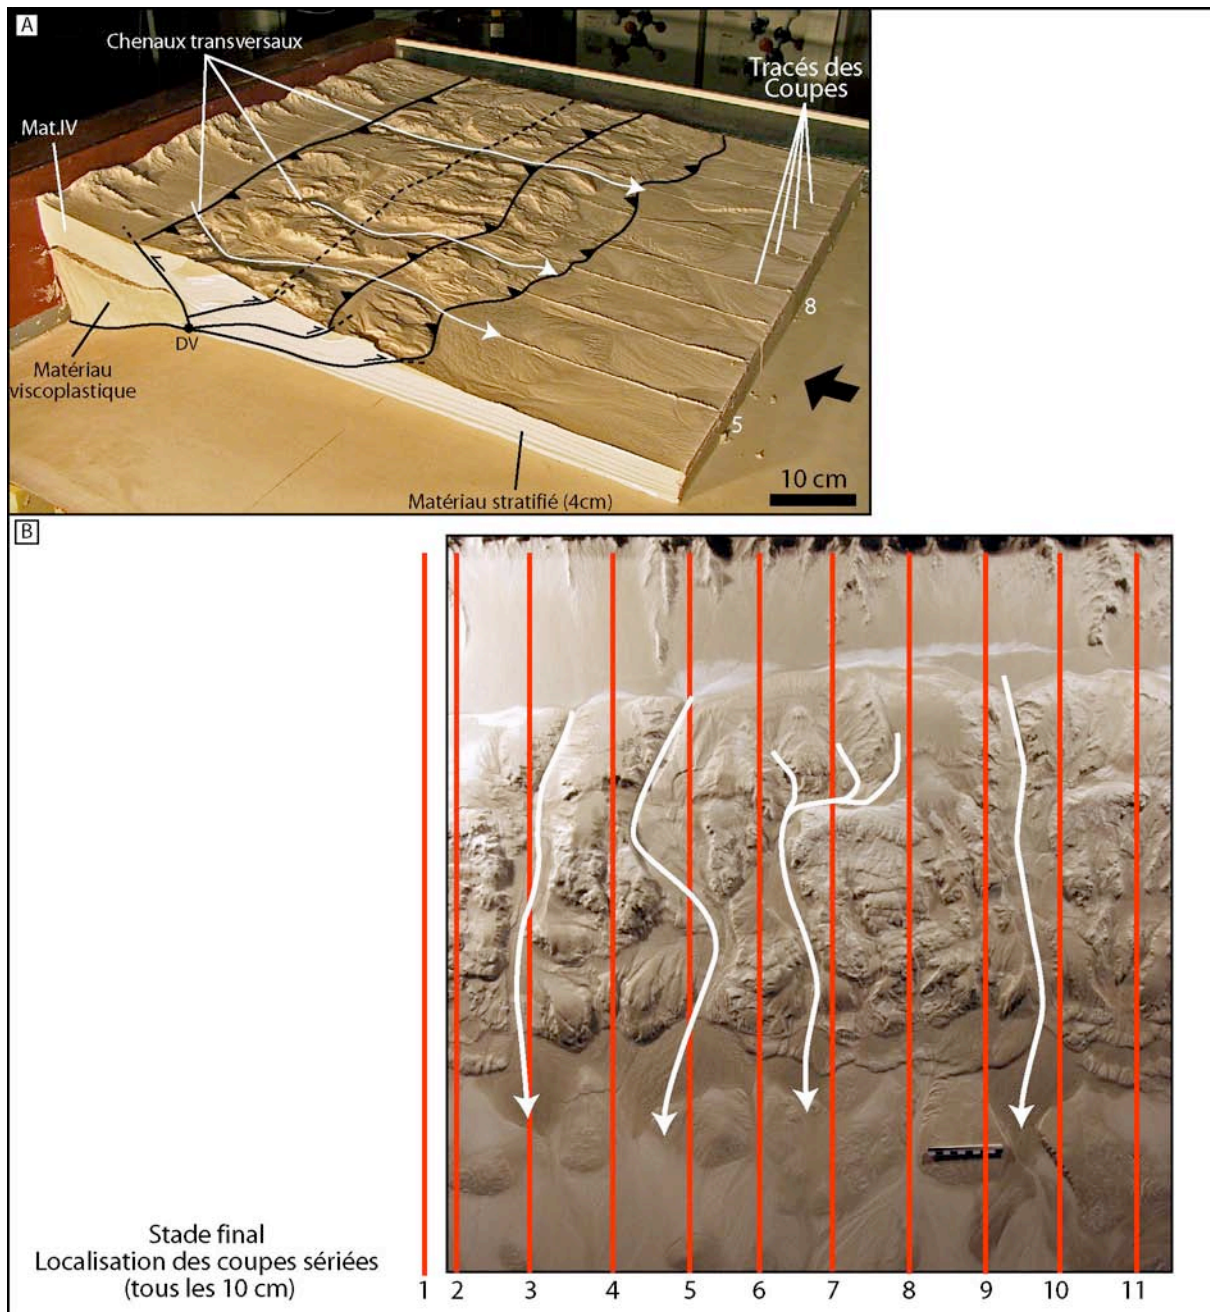 A
Chenaux transversaux
Tracés des
Coupes
Mat.IV
8
DV
Matériau
viscoplastique
5
10 cm
Matériau stratifié (4cm)
B
Stade final
Localisation des coupes sériées
(tous les 10 cm)
1 2 3 4 5 6 7 8 9 10 11